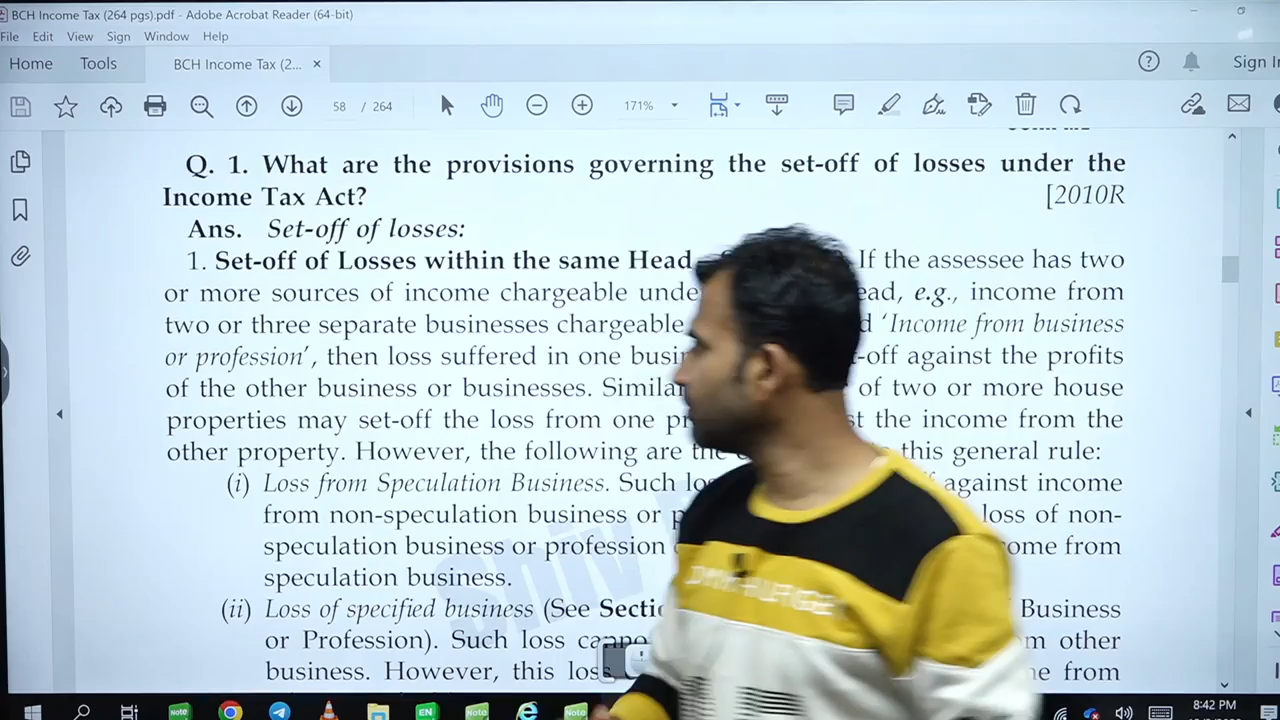 BCH Income Tax (264 pgs).pdf - Adobe Acrobat Reader (64-bit)
File Edit View Sign Window Help
Home Tools BCH Income Tax (2... × Sign In
58 / 264 171%
Q. 1. What are the provisions governing the set-off of losses under the
Income Tax Act? [2010R
Ans. Set-off of losses:
1. Set-off of Losses within the same Head If the assessee has two
or more sources of income chargeable unde ead, e.g., income from
two or three separate businesses chargeable 'Income from business
or profession', then loss suffered in one busin -off against the profits
of the other business or businesses. Similar of two or more house
properties may set-off the loss from one pr st the income from the
other property. However, the following are the this general rule:
(i) Loss from Speculation Business. Such los against income
from non-speculation business or p loss of non-
speculation business or profession ome from
speculation business.
(ii) Loss of specified business (See Sectio Business
or Profession). Such loss canno m other
business. However, this loss me from
Shiv
8:42 PM